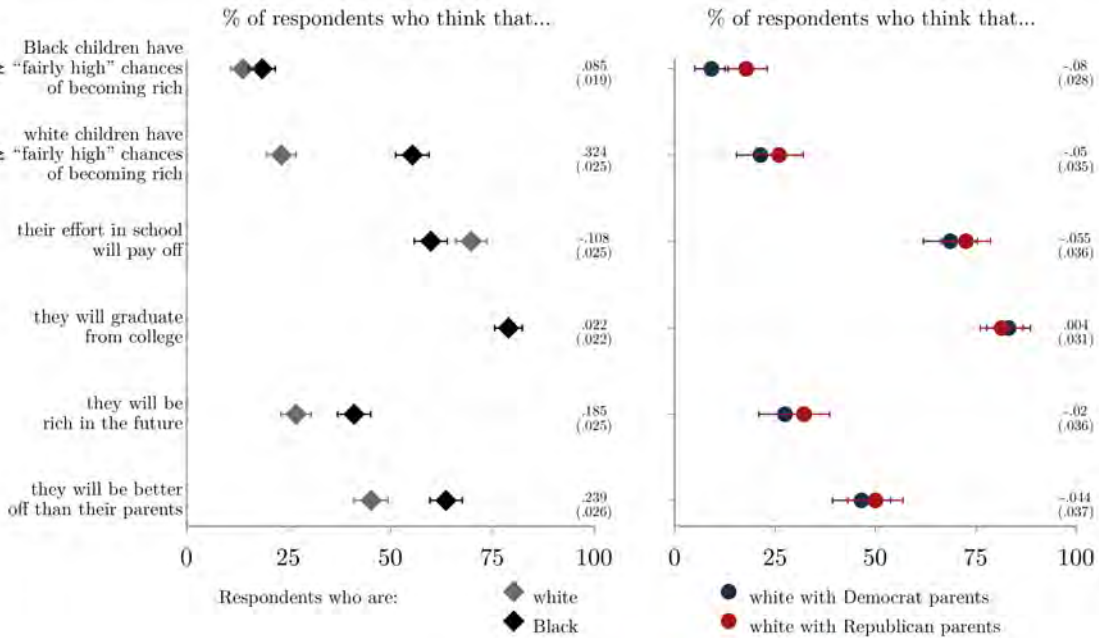 % of respondents who think that...
% of respondents who think that...
Black children have
≥ “fairly high” chances
of becoming rich
.085
(.019)
-.08
(.028)
white children have
≥ “fairly high” chances
of becoming rich
.324
(.025)
-.05
(.035)
their effort in school
will pay off
-.108
(.025)
-.055
(.036)
they will graduate
from college
.022
(.022)
.004
(.031)
they will be
rich in the future
.185
(.025)
-.02
(.036)
they will be better
off than their parents
.239
(.026)
-.044
(.037)
0 25 50 75 100
0 25 50 75 100
Respondents who are:
white
Black
white with Democrat parents
white with Republican parents